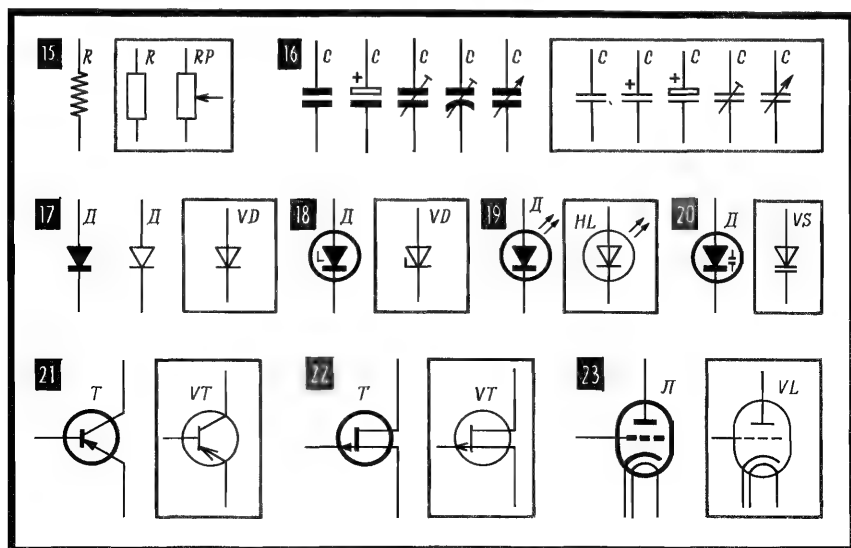 15 R R RP 16 C C C C C C C C C C
+ + +
17 Д Д VD 18 Д VD 19 Д HL 20 Д VS
21 T VT 22 T VT 23 Л VL